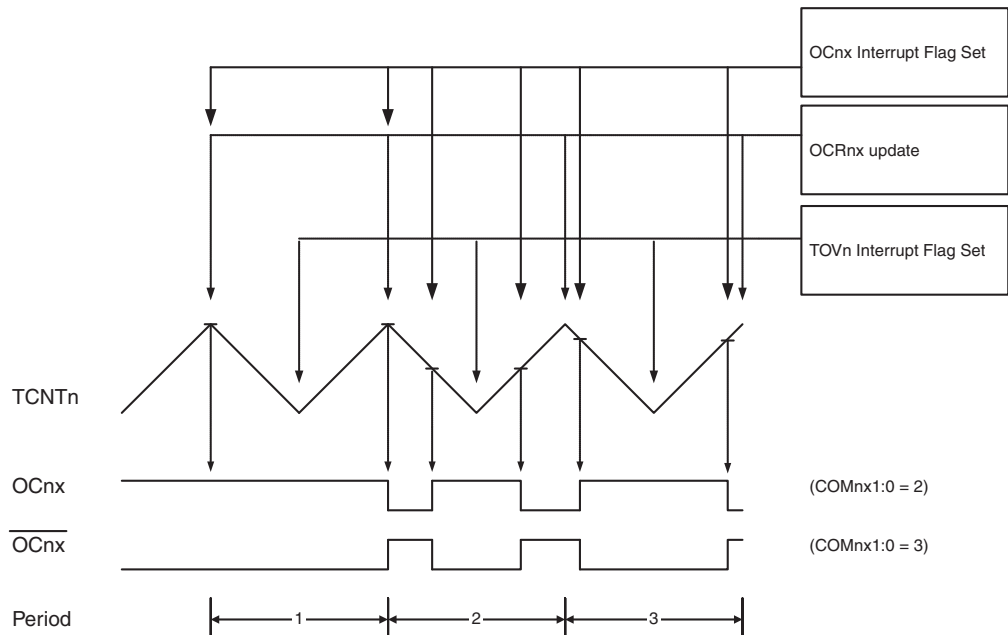 OCnx Interrupt Flag Set
OCRnx update
TOVn Interrupt Flag Set
TCNTn
OCnx
(COMnx1:0 = 2)
OCnx
(COMnx1:0 = 3)
Period
1
2
3